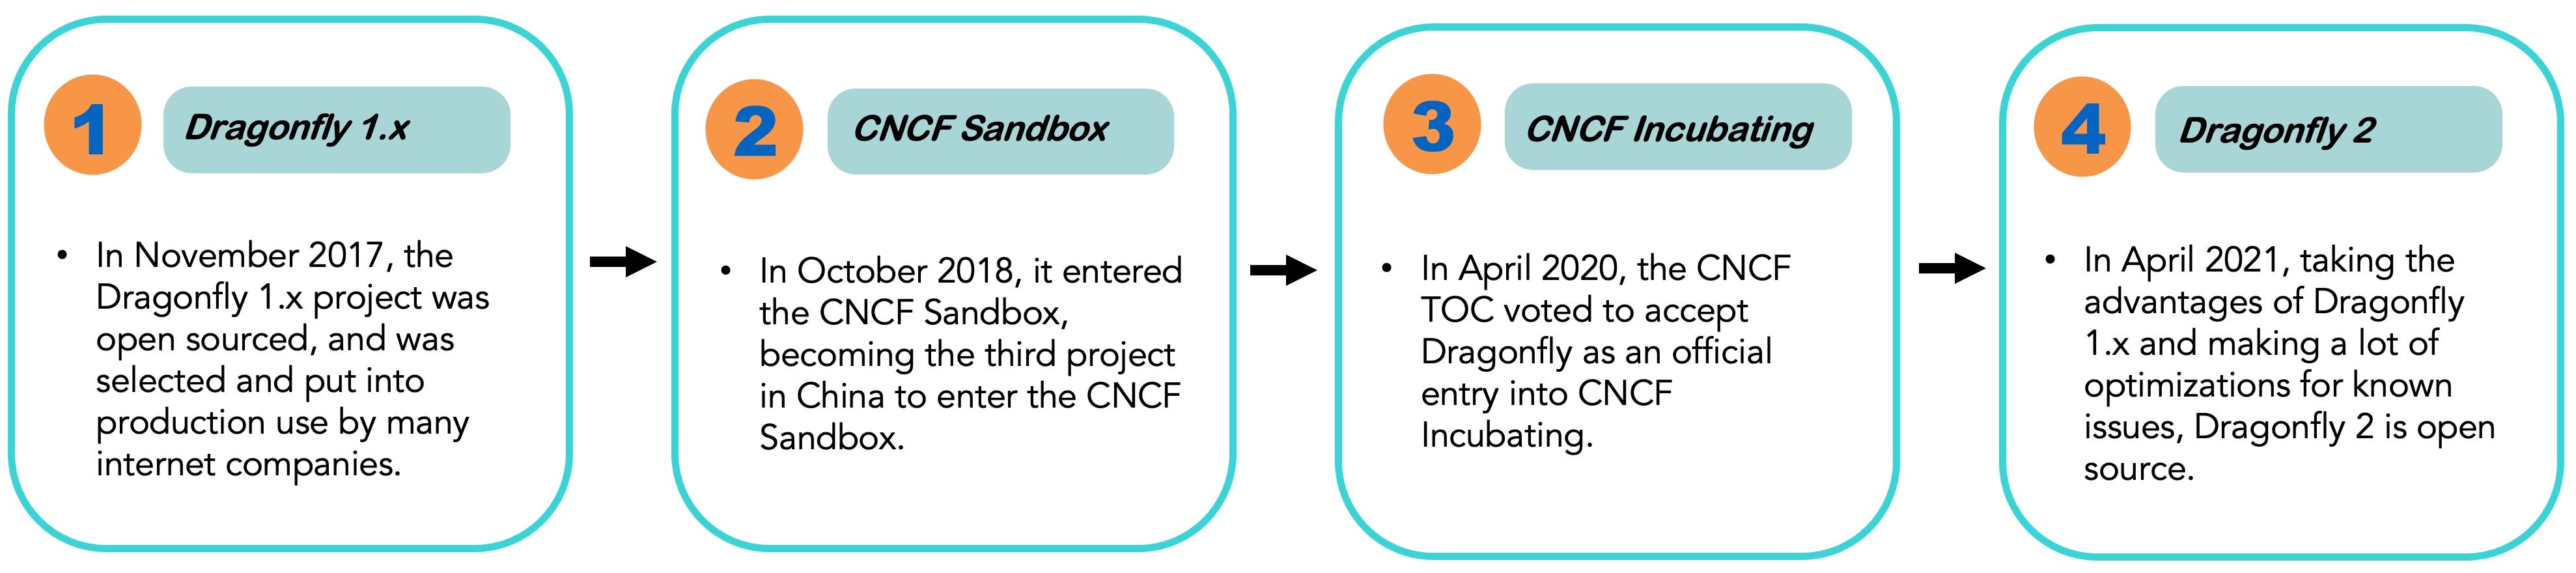 1
Dragonfly 1.x
• In November 2017, the
Dragonfly 1.x project was
open sourced, and was
selected and put into
production use by many
internet companies.
2
CNCF Sandbox
• In October 2018, it entered
the CNCF Sandbox,
becoming the third project
in China to enter the CNCF
Sandbox.
3
CNCF Incubating
• In April 2020, the CNCF
TOC voted to accept
Dragonfly as an official
entry into CNCF
Incubating.
4
Dragonfly 2
• In April 2021, taking the
advantages of Dragonfly
1.x and making a lot of
optimizations for known
issues, Dragonfly 2 is open
source.